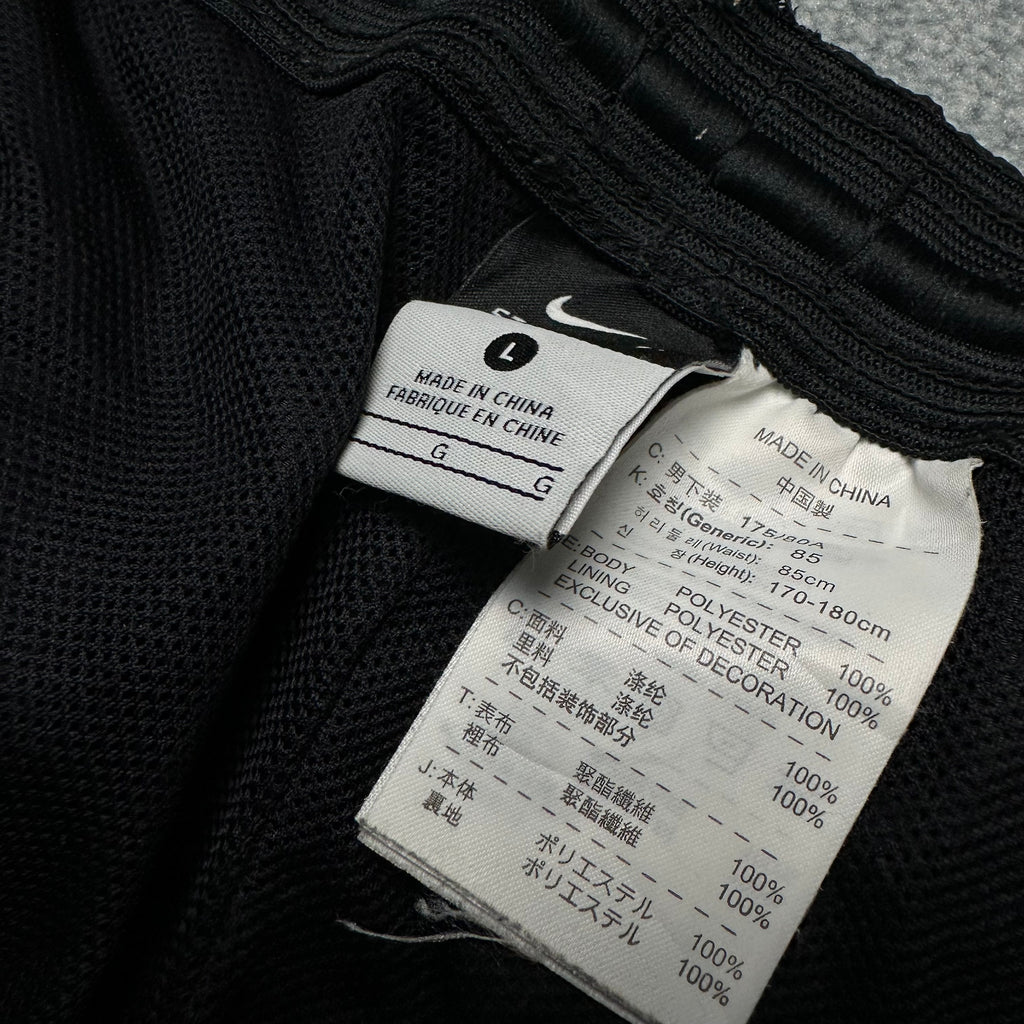 L
MADE IN CHINA
FABRIQUE EN CHINE
G
G
MADE IN CHINA
中国製
C: 男下装 175/80A
K: 호칭(Generic): 85
허리둘레(Waist): 85cm
신 장(Height): 170-180cm
E: BODY POLYESTER 100%
LINING POLYESTER 100%
EXCLUSIVE OF DECORATION
C: 面料 涤纶 100%
里料 涤纶 100%
不包括装饰部分
T: 表布 聚酯纖維 100%
裡布 聚酯纖維 100%
J: 本体 ポリエステル 100%
裏地 ポリエステル 100%